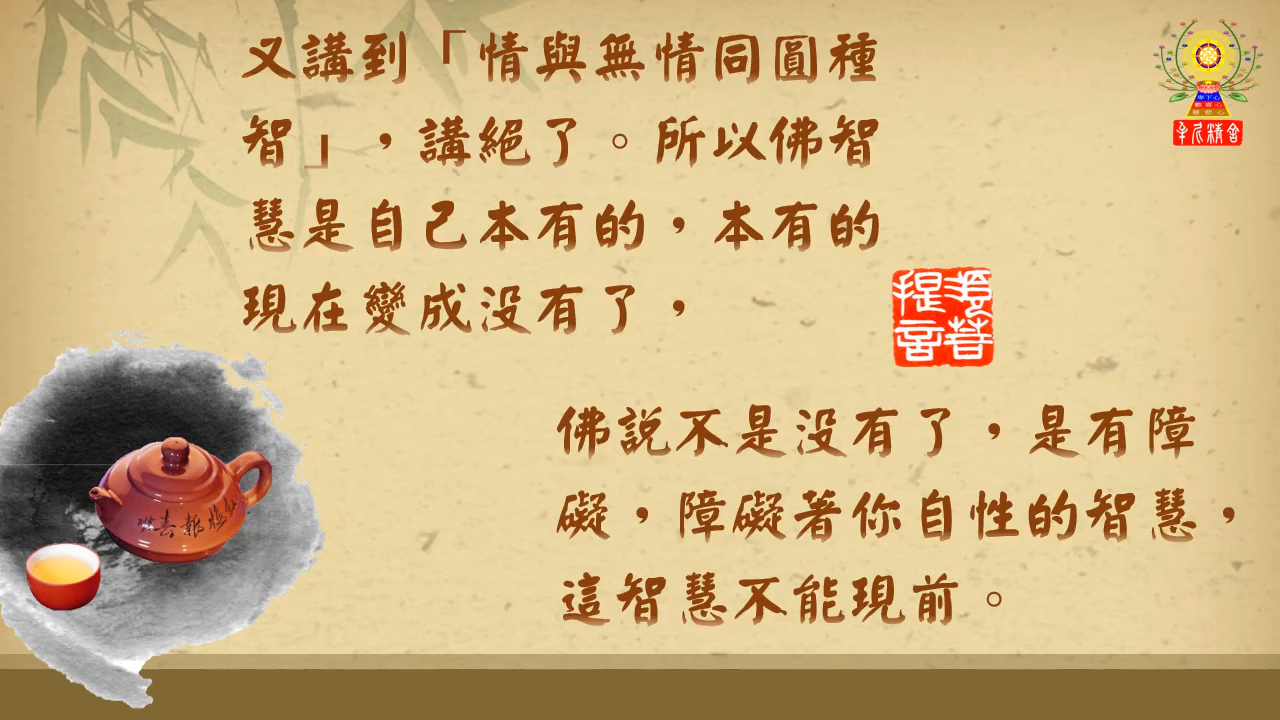 又講到「情與無情同圓種
智」，講絕了。所以佛智
慧是自己本有的，本有的
現在變成沒有了，
佛說不是沒有了，是有障
礙，障礙著你自性的智慧，
這智慧不能現前。